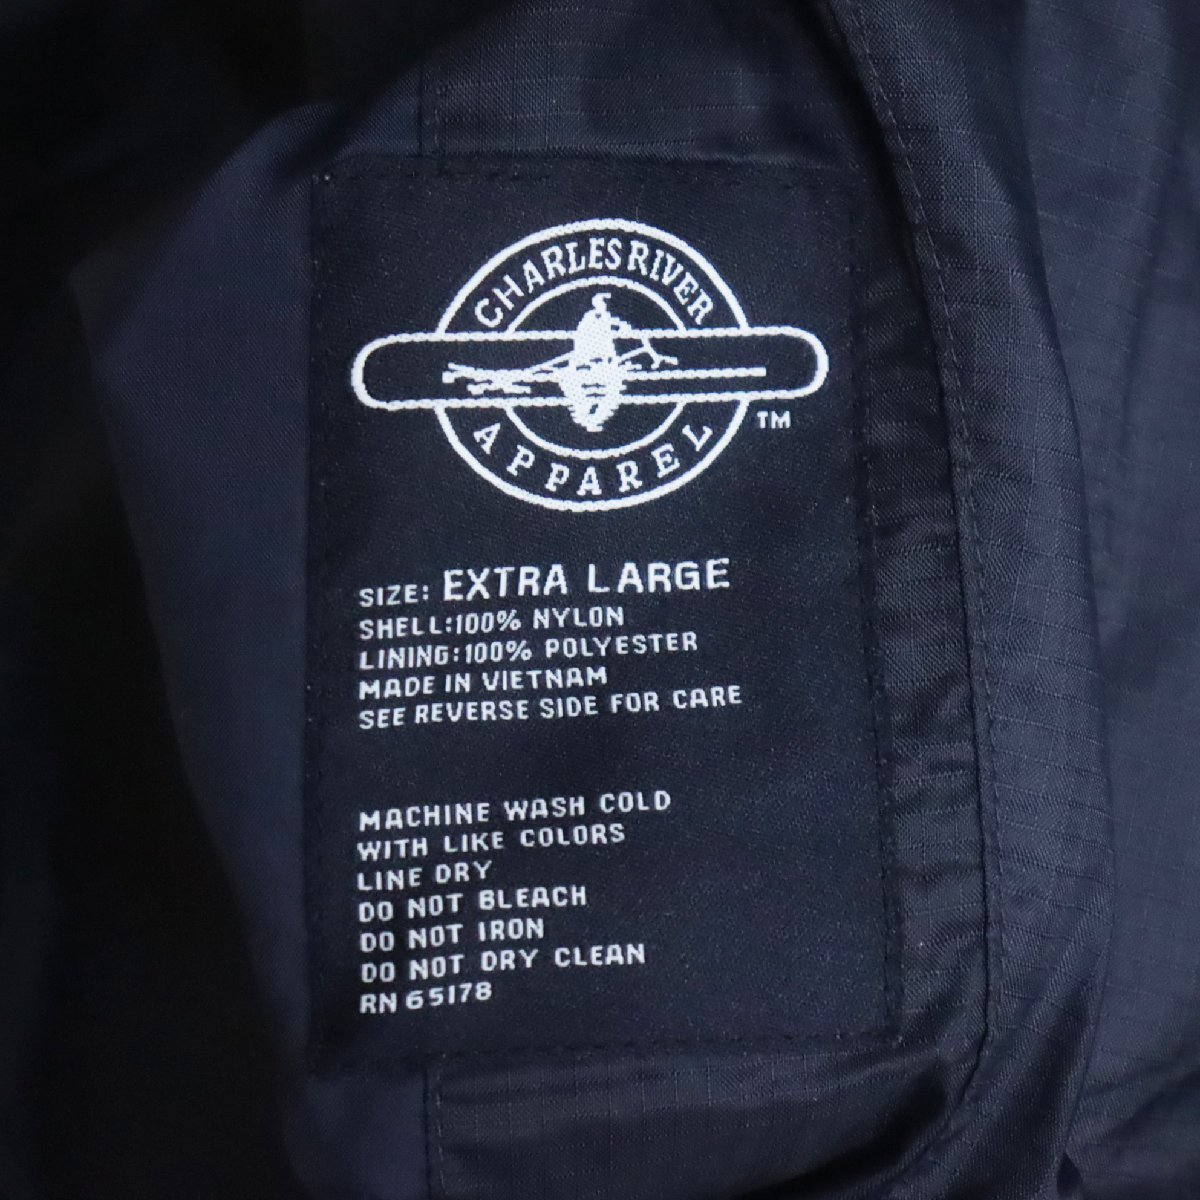 CHARLES RIVER
APPAREL
TM
SIZE: EXTRA LARGE
SHELL:100% NYLON
LINING:100% POLYESTER
MADE IN VIETNAM
SEE REVERSE SIDE FOR CARE
MACHINE WASH COLD
WITH LIKE COLORS
LINE DRY
DO NOT BLEACH
DO NOT IRON
DO NOT DRY CLEAN
RN 65178